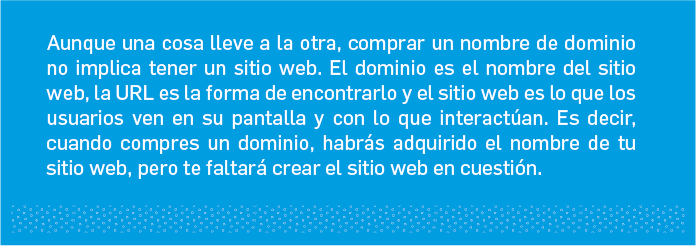 Aunque una cosa lleve a la otra, comprar un nombre de dominio
no implica tener un sitio web. El dominio es el nombre del sitio
web, la URL es la forma de encontrarlo y el sitio web es lo que los
usuarios ven en su pantalla y con lo que interactúan. Es decir,
cuando compres un dominio, habrás adquirido el nombre de tu
sitio web, pero te faltará crear el sitio web en cuestión.